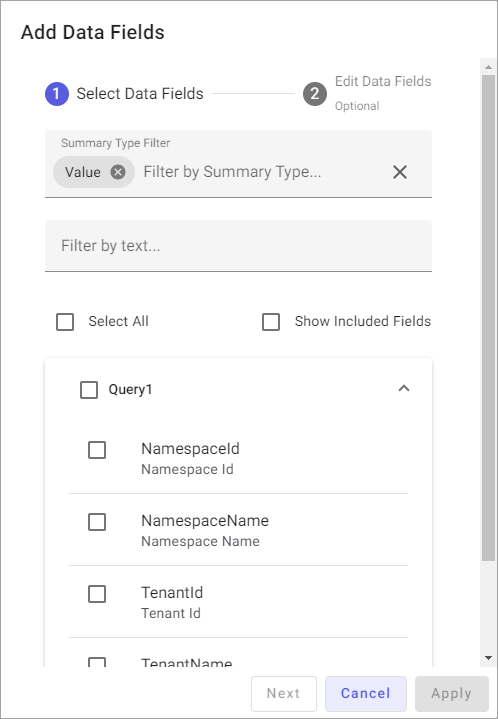 Add Data Fields
1 Select Data Fields
2 Edit Data Fields
Optional
Summary Type Filter
Value Filter by Summary Type...
Filter by text...
Select All Show Included Fields
Query1
NamespaceId
Namespace Id
NamespaceName
Namespace Name
TenantId
Tenant Id
TenantName
Next Cancel Apply